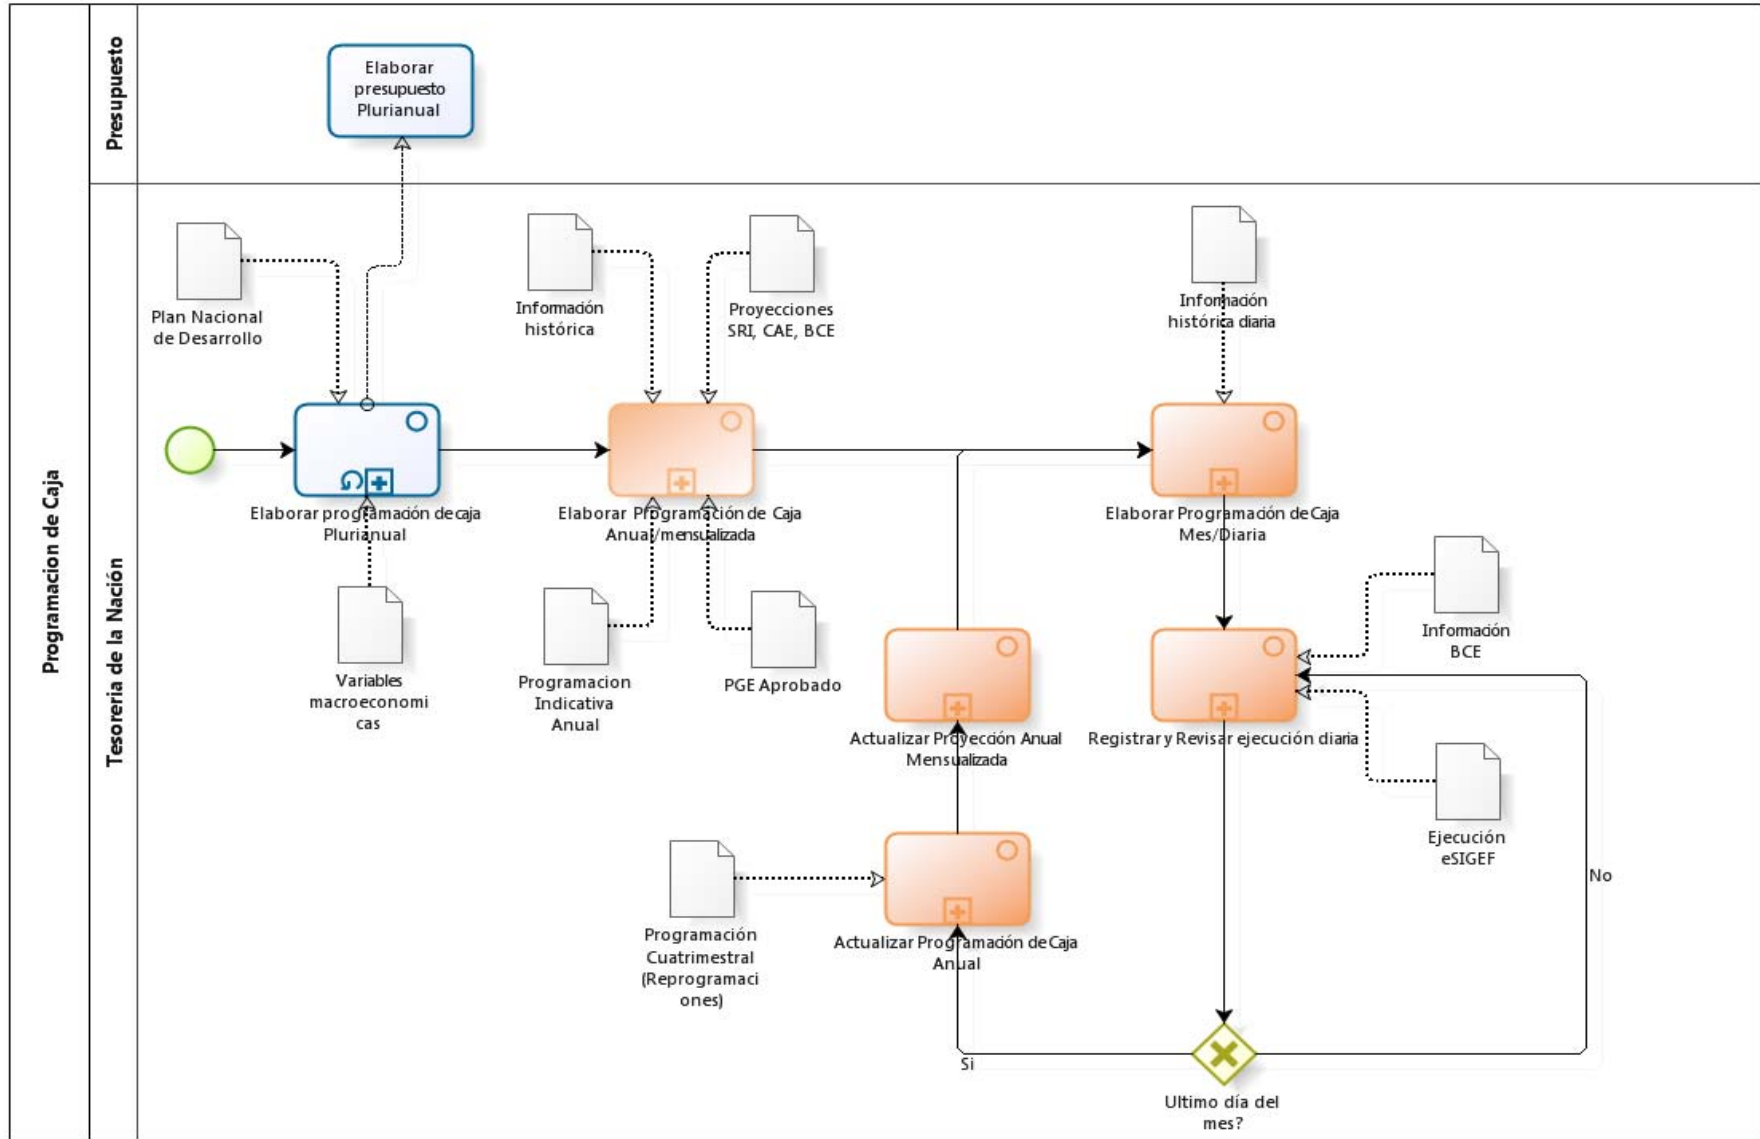 Programacion de Caja
Presupuesto
Tesoreria de la Nación
Elaborar
presupuesto
Plurianual
Plan Nacional
de Desarrollo
Información
histórica
Proyecciones
SRI, CAE, BCE
Información
histórica diaria
Elaborar programación de caja
Plurianual
Elaborar Programación de Caja
Anual/mensualizada
Elaborar Programación de Caja
Mes/Diaria
Variables
macroeconomi
cas
Programacion
Indicativa
Anual
PGE Aprobado
Actualizar Proyección Anual
Mensualizada
Registrar y Revisar ejecución diaria
Información
BCE
Ejecución
eSIGEF
No
Programación
Cuatrimestral
(Reprogramaci
ones)
Actualizar Programación de Caja
Anual
Si
Ultimo día del
mes?